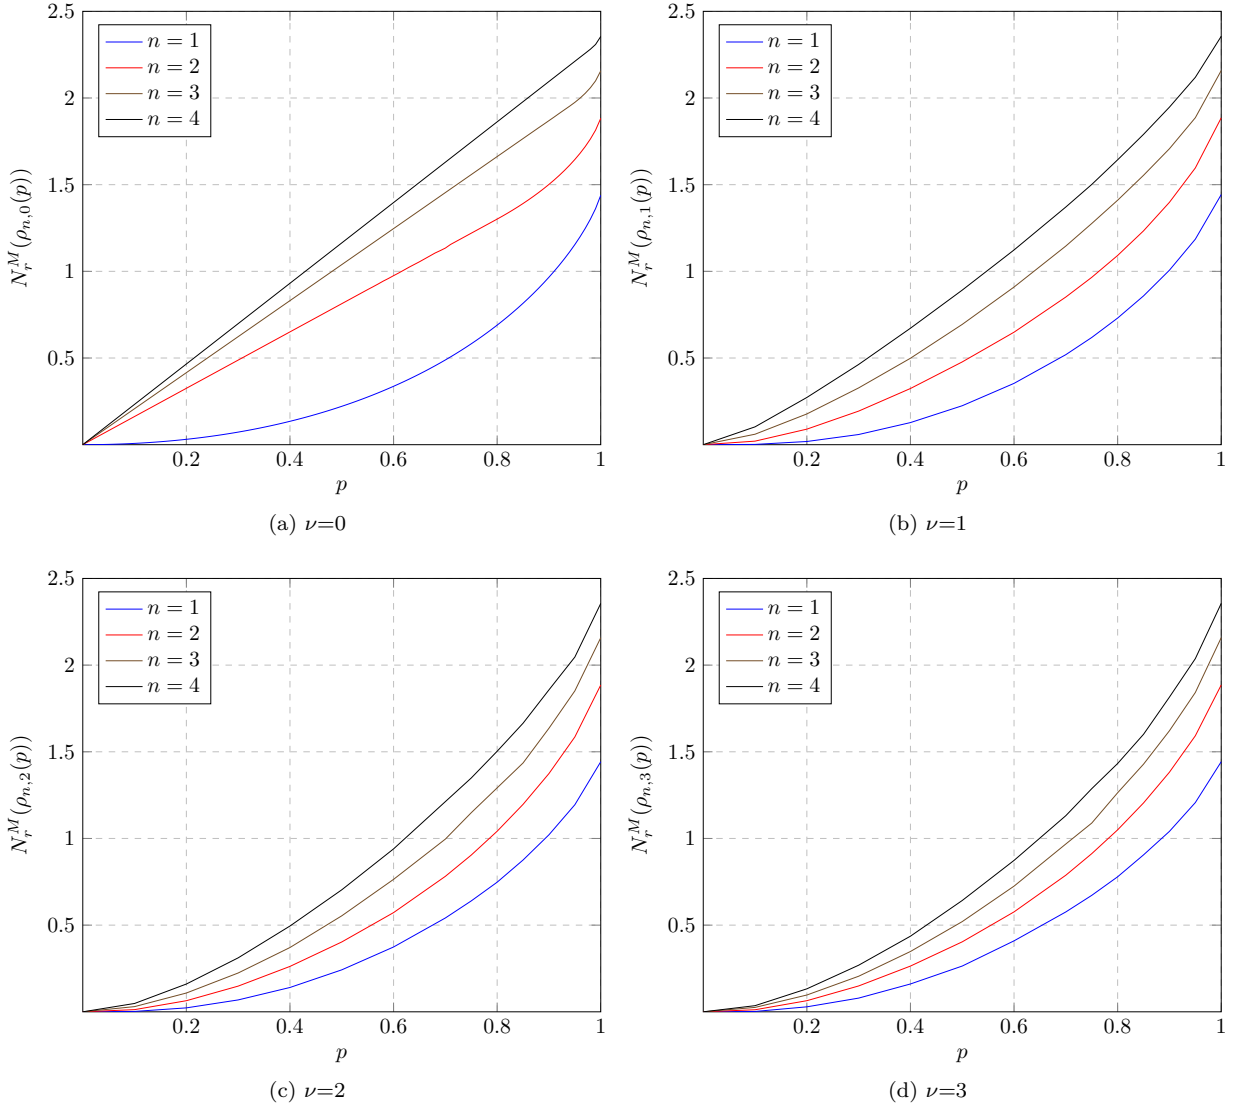 2.5
2
1.5
1
0.5
n = 1
n = 2
n = 3
n = 4
N_r^M(ρ_{n,0}(p))
0.2 0.4 0.6 0.8 1
p
(a) ν=0
2.5
2
1.5
1
0.5
n = 1
n = 2
n = 3
n = 4
N_r^M(ρ_{n,1}(p))
0.2 0.4 0.6 0.8 1
p
(b) ν=1
2.5
2
1.5
1
0.5
n = 1
n = 2
n = 3
n = 4
N_r^M(ρ_{n,2}(p))
0.2 0.4 0.6 0.8 1
p
(c) ν=2
2.5
2
1.5
1
0.5
n = 1
n = 2
n = 3
n = 4
N_r^M(ρ_{n,3}(p))
0.2 0.4 0.6 0.8 1
p
(d) ν=3